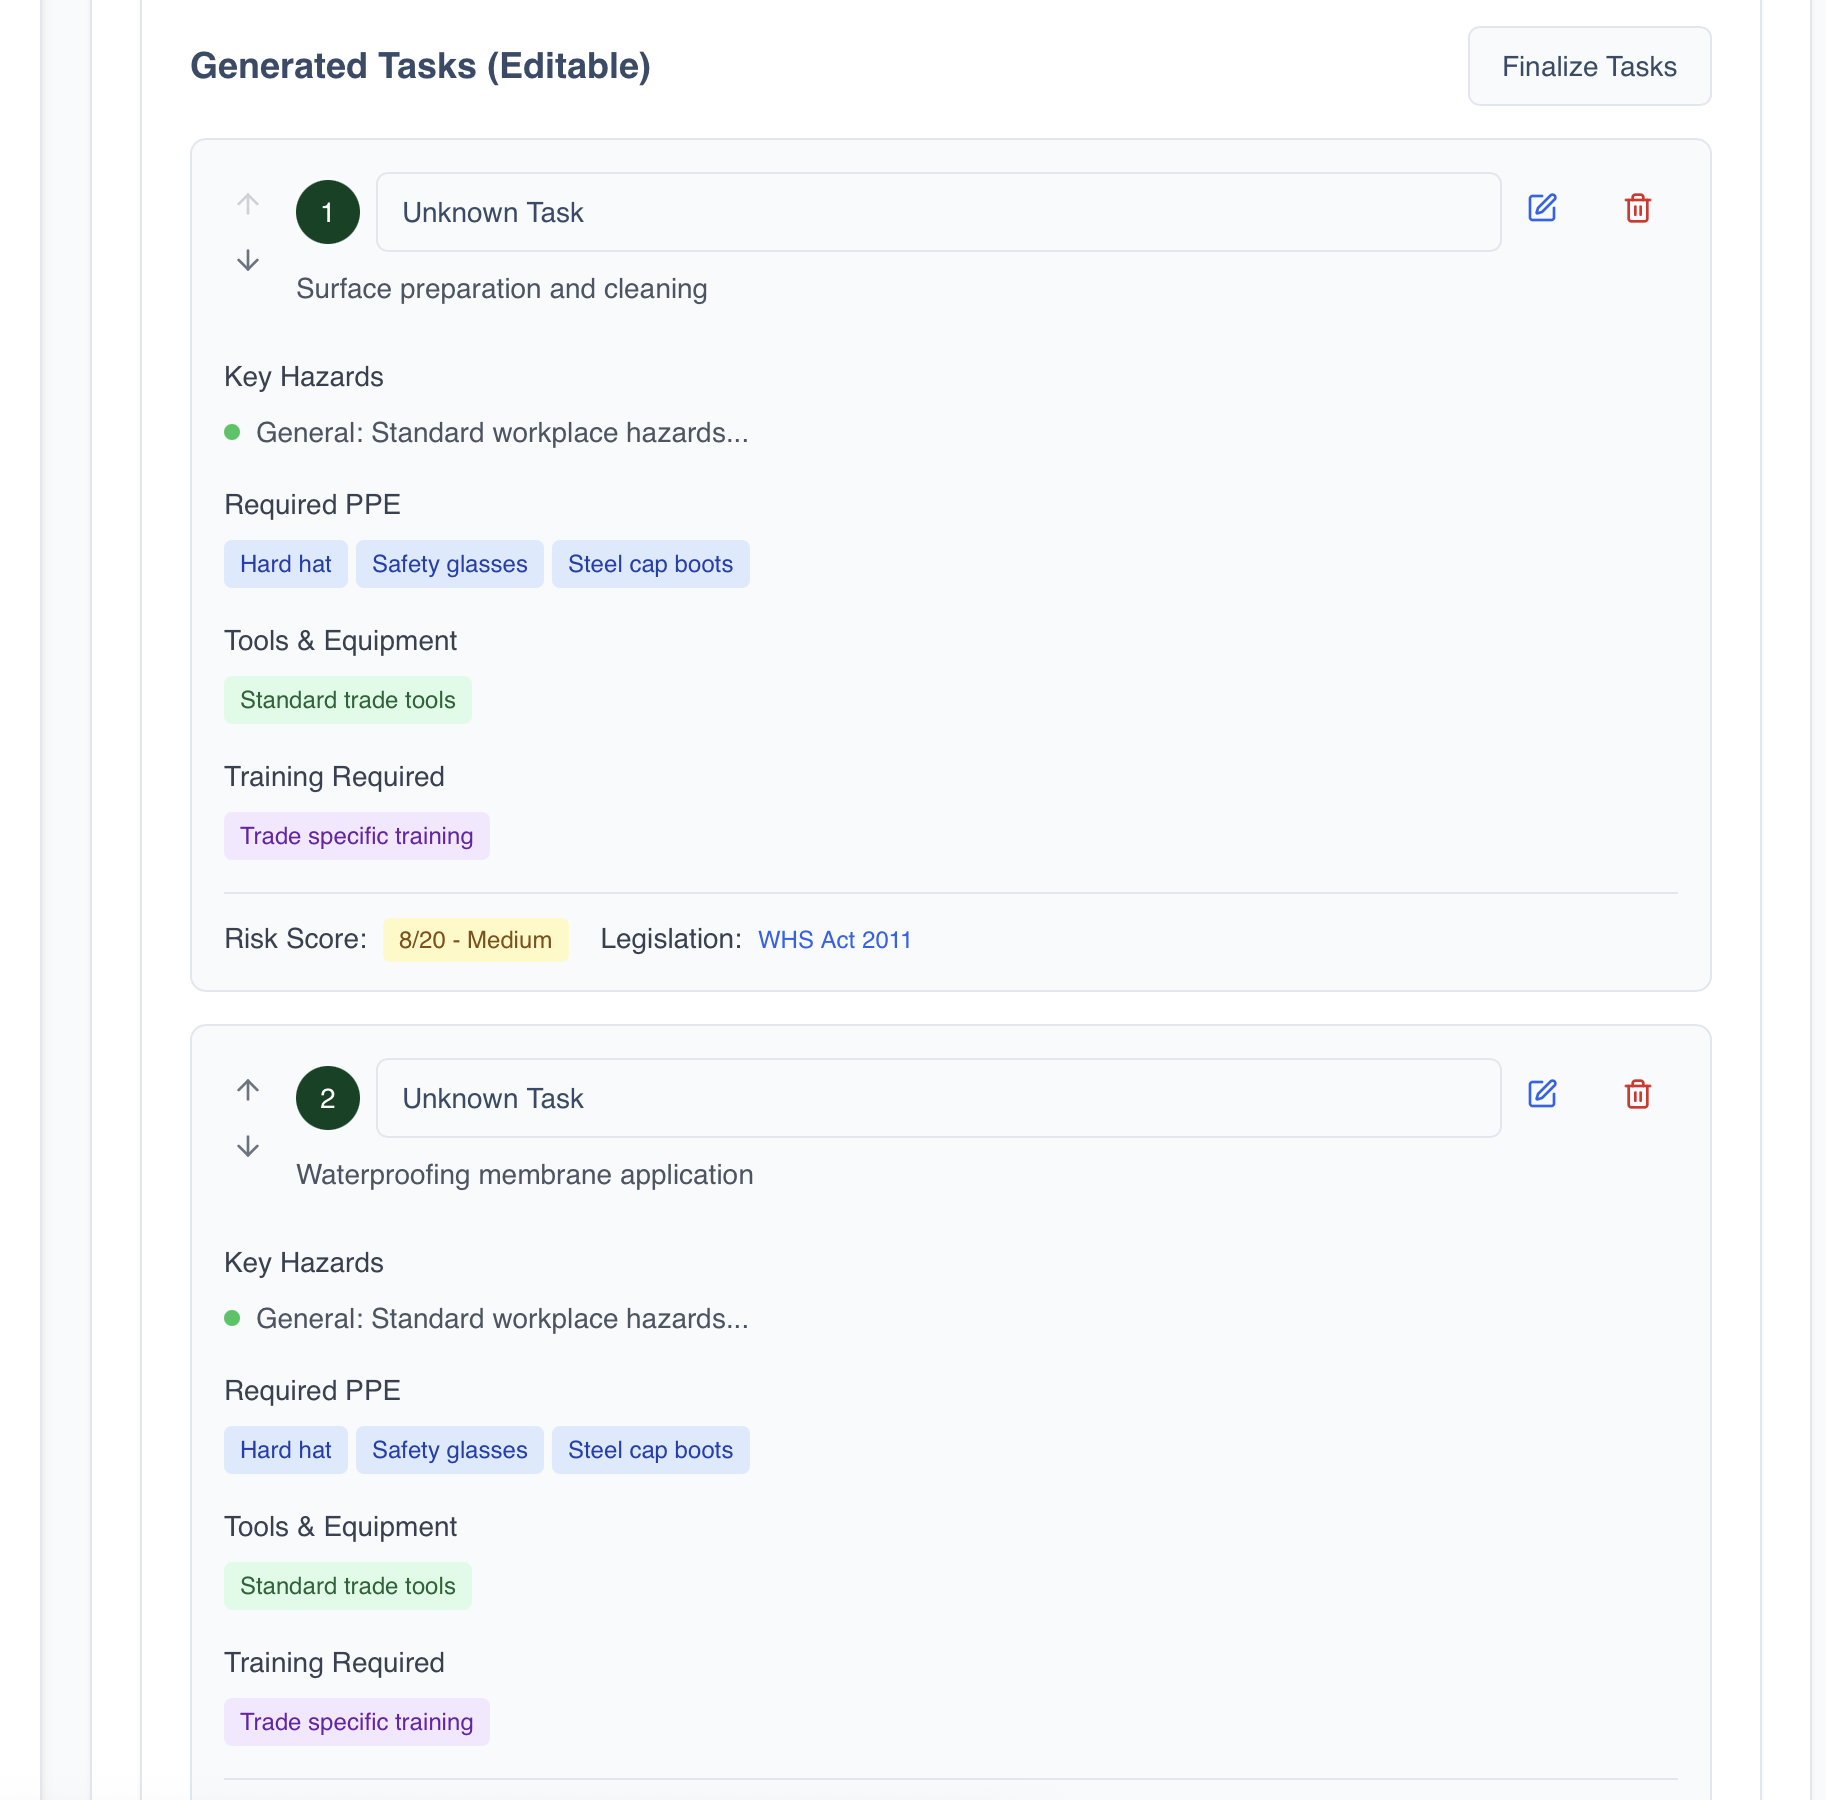 Generated Tasks (Editable)
Finalize Tasks
1
Unknown Task
Surface preparation and cleaning
Key Hazards
General: Standard workplace hazards...
Required PPE
Hard hat Safety glasses Steel cap boots
Tools & Equipment
Standard trade tools
Training Required
Trade specific training
Risk Score: 8/20 - Medium Legislation: WHS Act 2011
2
Unknown Task
Waterproofing membrane application
Key Hazards
General: Standard workplace hazards...
Required PPE
Hard hat Safety glasses Steel cap boots
Tools & Equipment
Standard trade tools
Training Required
Trade specific training